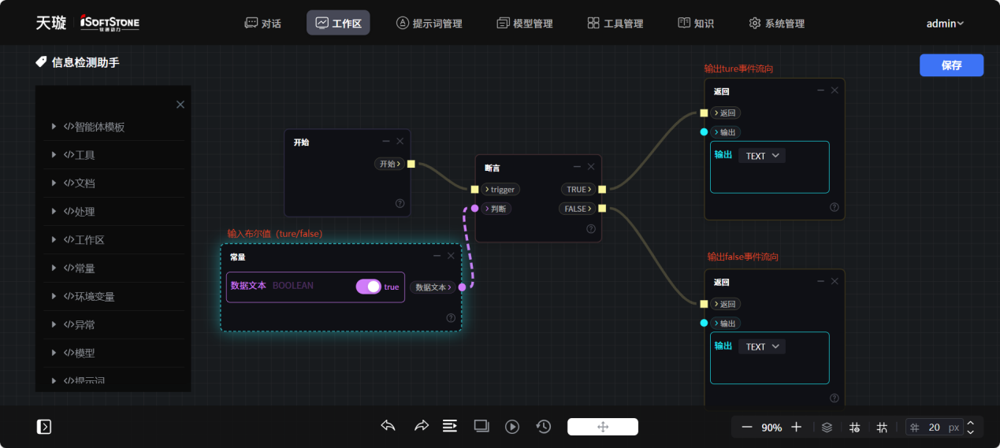 天璇 iSOFTSTONE 软通动力 对话 工作区 提示词管理 模型管理 工具管理 知识 系统管理 admin
信息检测助手
保存
</>智能体模板
</>工具
</>文档
</>处理
</>工作区
</>常量
</>环境变量
</>异常
</>模型
</>提示词
开始
开始
输入布尔值（ture/false）
常量
数据文本 BOOLEAN true 数据文本
断言
trigger TRUE
判断 FALSE
输出ture事件流向
返回
返回
输出
输出 TEXT
输出false事件流向
返回
返回
输出
输出 TEXT
90% 20 px